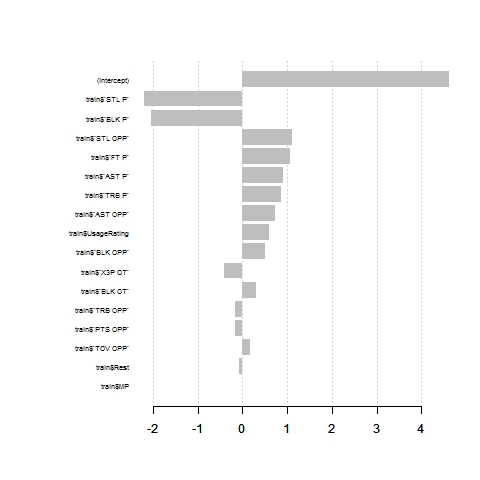 (Intercept)
train$`STL P`
train$`BLK P`
train$`STL OPP`
train$`FT P`
train$`AST P`
train$`TRB P`
train$`AST OPP`
train$UsageRating
train$`BLK OPP`
train$`X3P OT`
train$`BLK OT`
train$`TRB OPP`
train$`PTS OPP`
train$`TOV OPP`
train$Rest
train$MP
-2 -1 0 1 2 3 4